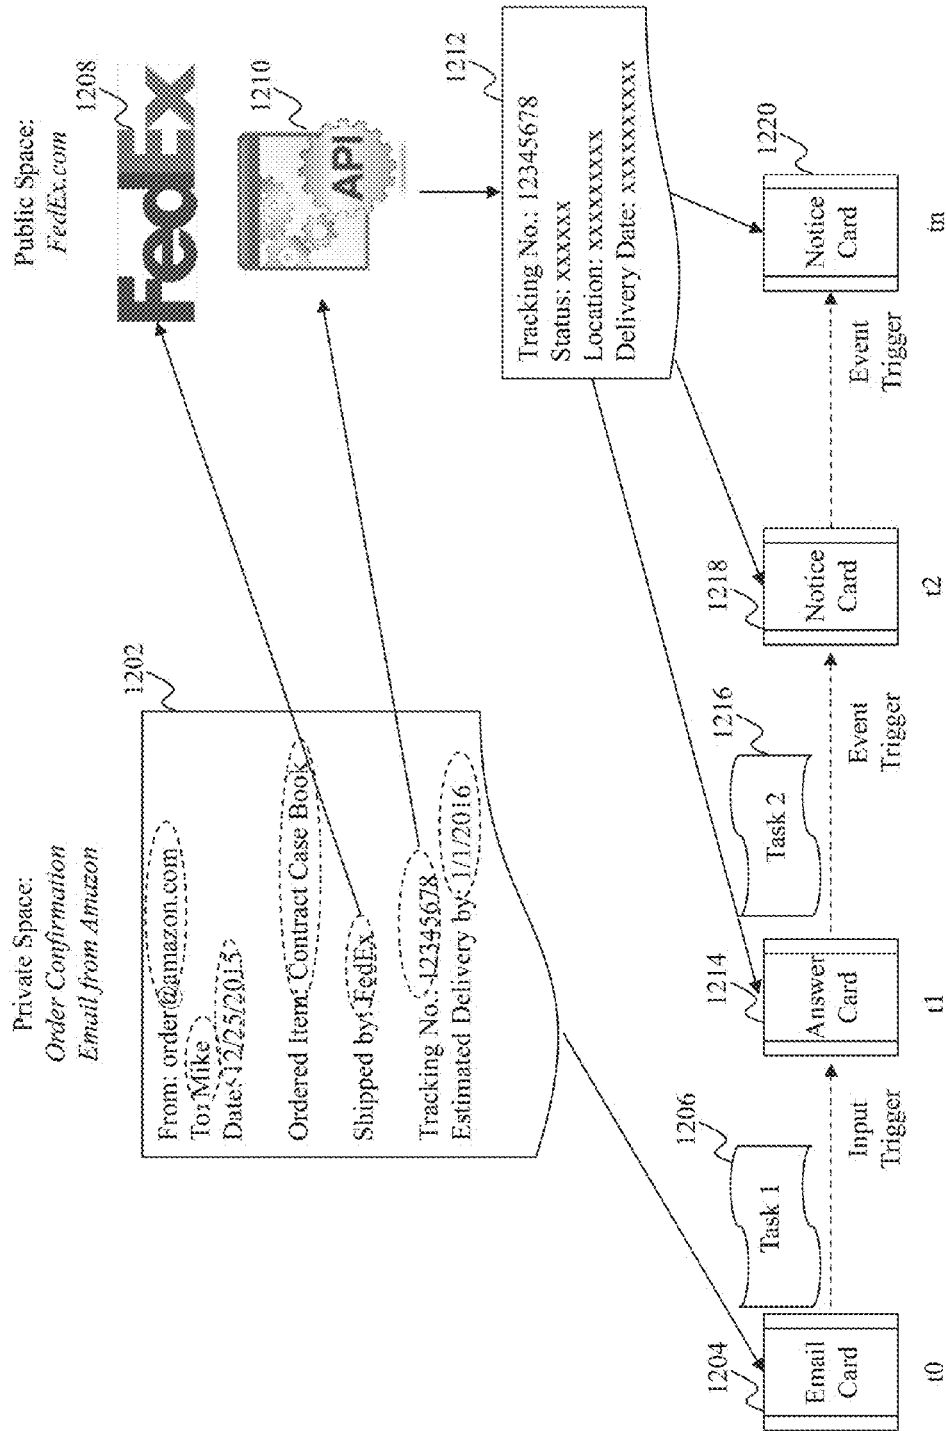 Private Space:
Order Confirmation
Email from Amazon
Public Space:
FedEx.com
1202
From: order@amazon.com
To: Mike
Date: 12/25/2015
Ordered Item: Contract Case Book
Shipped by: FedEx
Tracking No.: 12345678
Estimated Delivery by: 1/1/2016
1208
FedEx
1210
API
1212
Tracking No.: 12345678
Status: xxxxxx
Location: xxxxxxxxx
Delivery Date: xxxxxxxxxx
1204
Email
Card
t0
1206
Task 1
Input
Trigger
1214
Answer
Card
t1
1216
Task 2
Event
Trigger
1218
Notice
Card
t2
Event
Trigger
1220
Notice
Card
tn